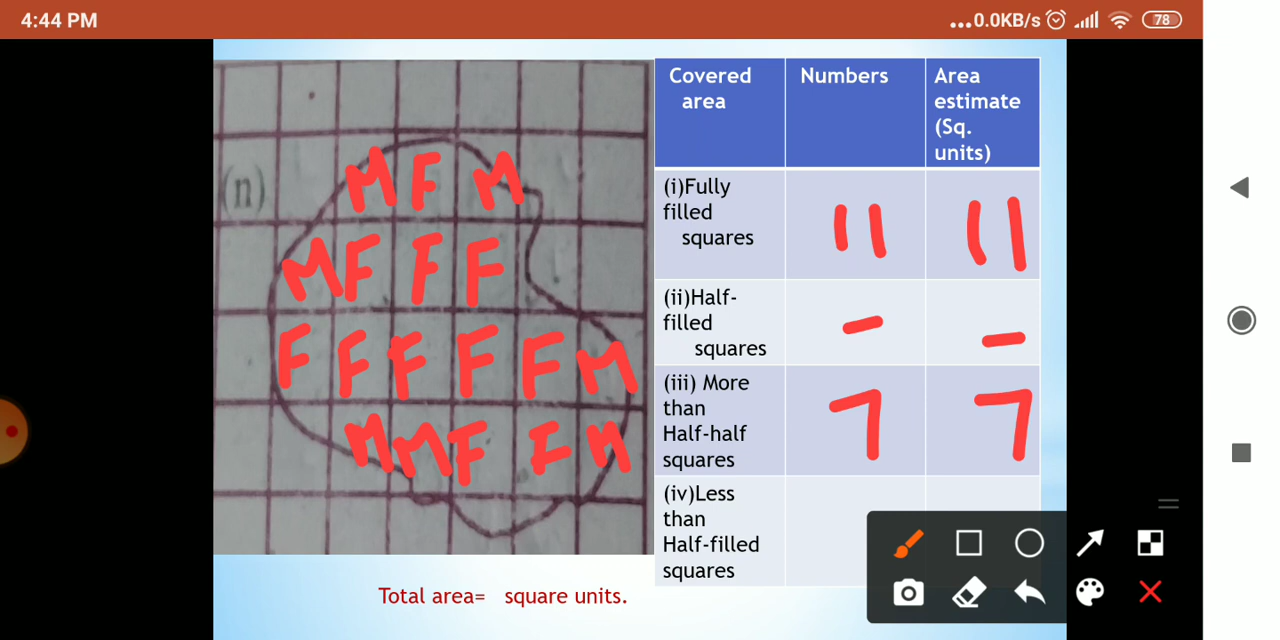 4:44 PM
...0.0KB/s 78
Covered area
Numbers
Area estimate (Sq. units)
(n)
M F M
M F F F
F F F F F M
M M F F M
(i)Fully
filled
squares
11
11
(ii)Half-
filled
squares
–
–
(iii) More
than
Half-half
squares
7
7
(iv)Less
than
Half-filled
squares
Total area= square units.